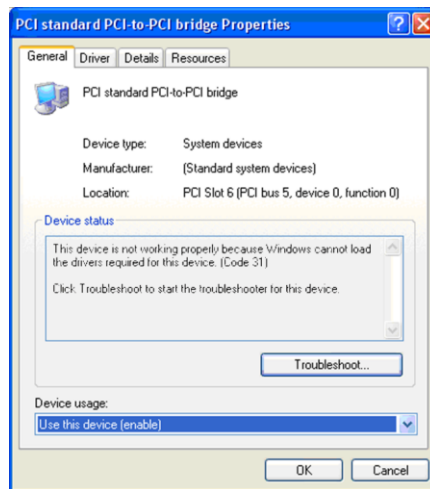 PCI standard PCI-to-PCI bridge Properties
General Driver Details Resources
PCI standard PCI-to-PCI bridge
Device type: System devices
Manufacturer: (Standard system devices)
Location: PCI Slot 6 (PCI bus 5, device 0, function 0)
Device status
This device is not working properly because Windows cannot load
the drivers required for this device. (Code 31)
Click Troubleshoot to start the troubleshooter for this device.
Troubleshoot...
Device usage:
Use this device (enable)
OK Cancel